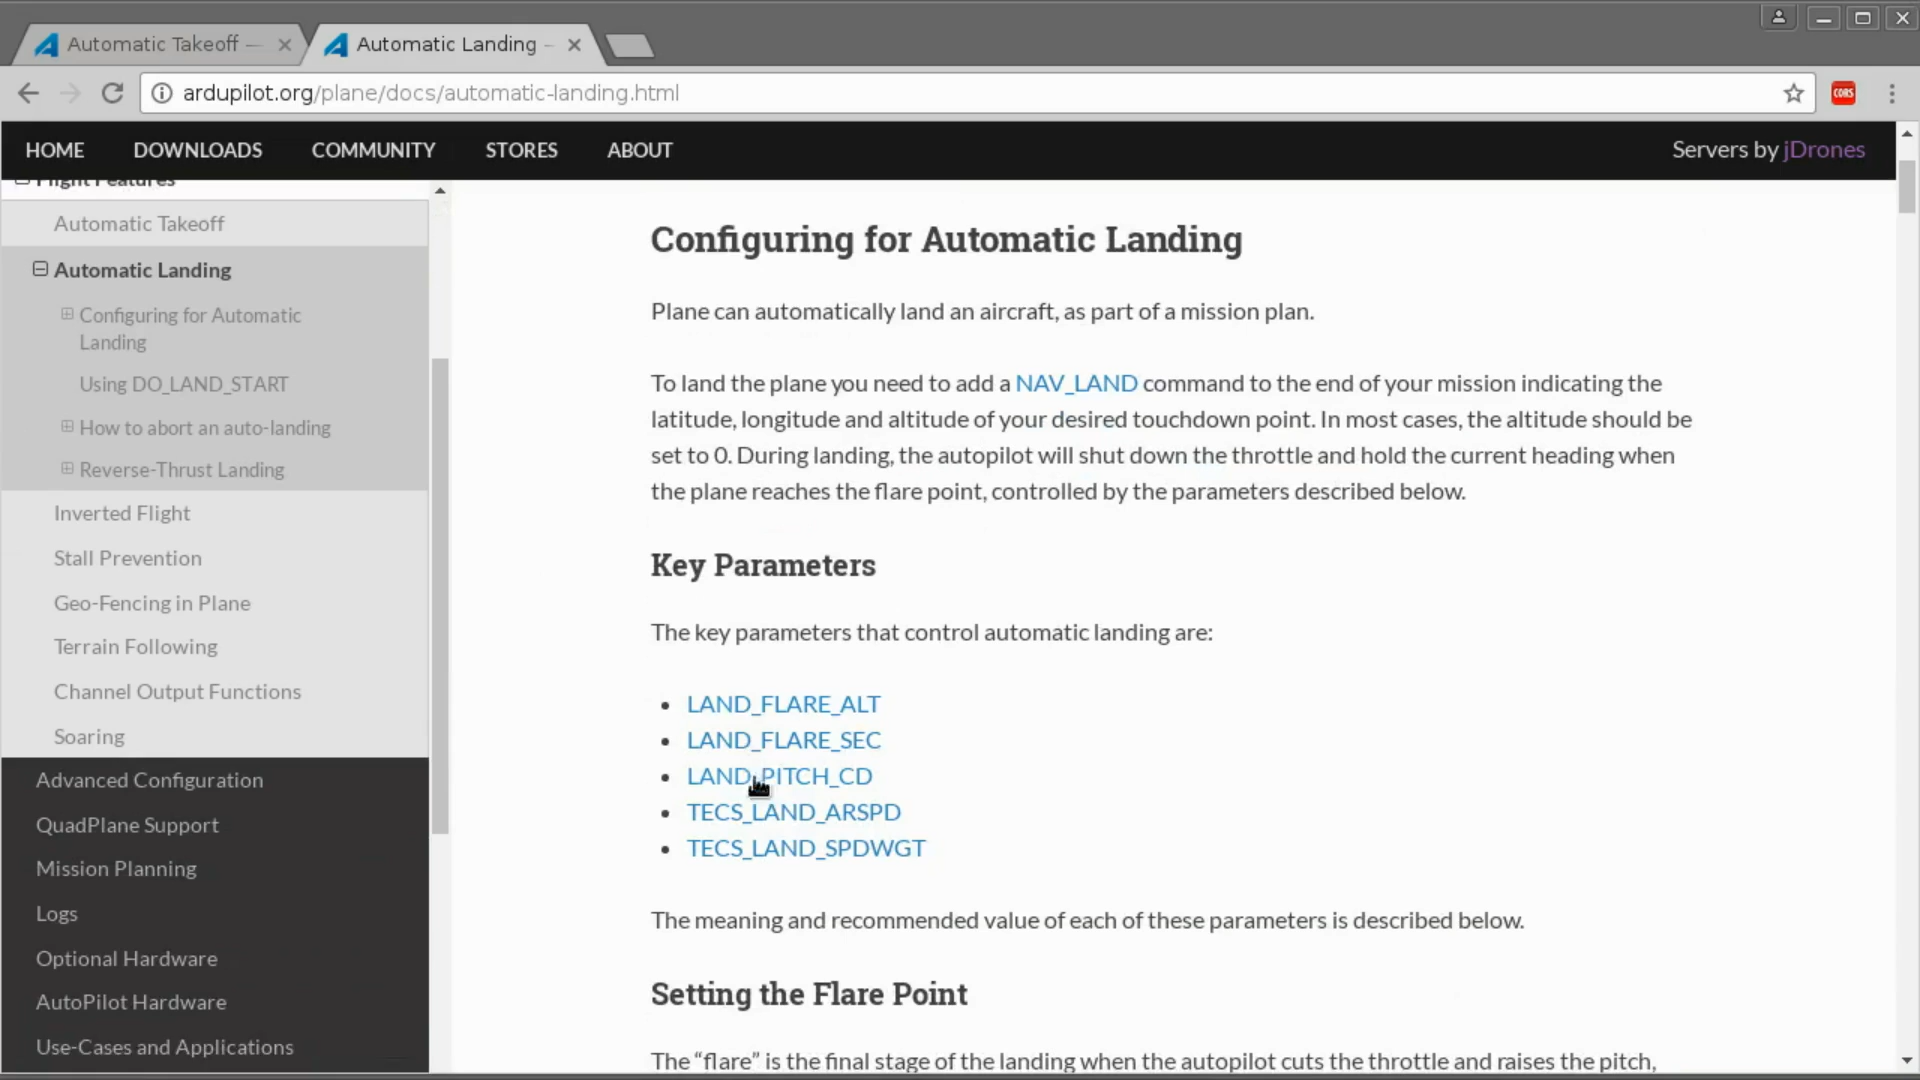 Automatic Takeoff —
Automatic Landing -
ardupilot.org/plane/docs/automatic-landing.html
CORS
HOME DOWNLOADS COMMUNITY STORES ABOUT
Servers by jDrones
Flight Features
Automatic Takeoff
Automatic Landing
Configuring for Automatic
Landing
Using DO_LAND_START
How to abort an auto-landing
Reverse-Thrust Landing
Inverted Flight
Stall Prevention
Geo-Fencing in Plane
Terrain Following
Channel Output Functions
Soaring
Advanced Configuration
QuadPlane Support
Mission Planning
Logs
Optional Hardware
AutoPilot Hardware
Use-Cases and Applications
Configuring for Automatic Landing
Plane can automatically land an aircraft, as part of a mission plan.
To land the plane you need to add a NAV_LAND command to the end of your mission indicating the
latitude, longitude and altitude of your desired touchdown point. In most cases, the altitude should be
set to 0. During landing, the autopilot will shut down the throttle and hold the current heading when
the plane reaches the flare point, controlled by the parameters described below.
Key Parameters
The key parameters that control automatic landing are:
• LAND_FLARE_ALT
• LAND_FLARE_SEC
• LAND_PITCH_CD
• TECS_LAND_ARSPD
• TECS_LAND_SPDWGT
The meaning and recommended value of each of these parameters is described below.
Setting the Flare Point
The “flare” is the final stage of the landing when the autopilot cuts the throttle and raises the pitch,